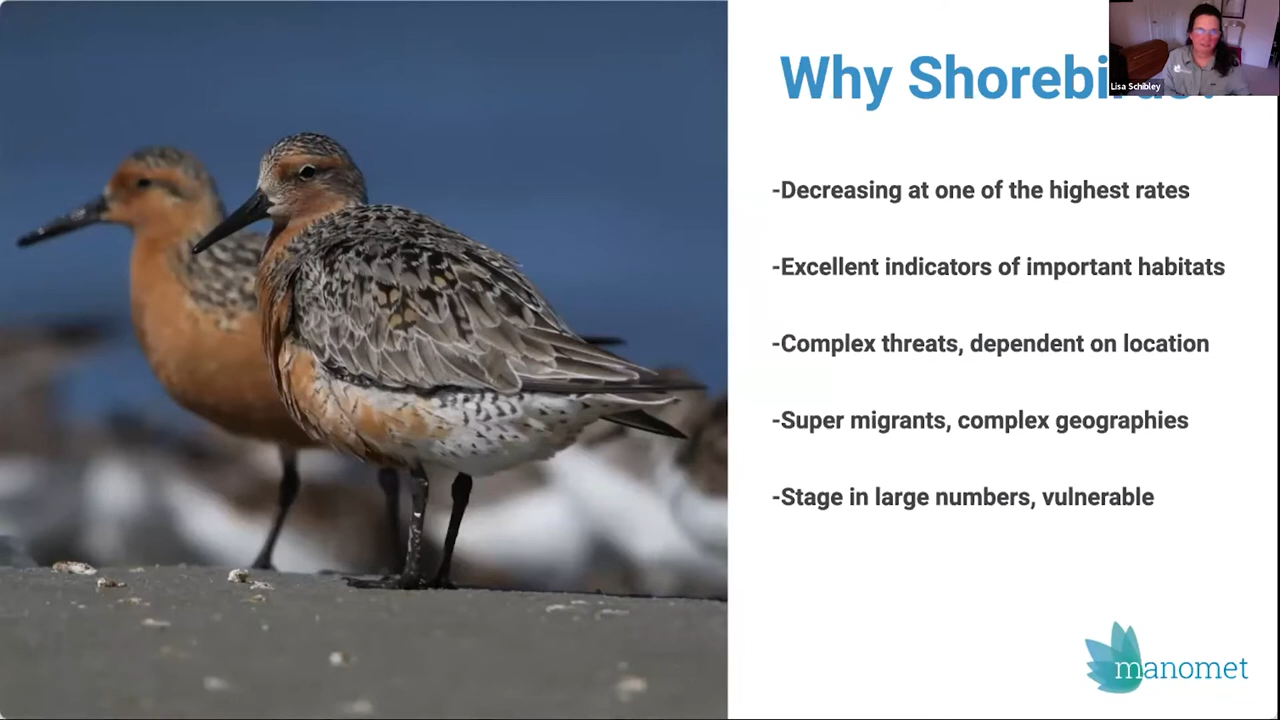 Why Shorebi
Lisa Schibley
-Decreasing at one of the highest rates
-Excellent indicators of important habitats
-Complex threats, dependent on location
-Super migrants, complex geographies
-Stage in large numbers, vulnerable
manomet